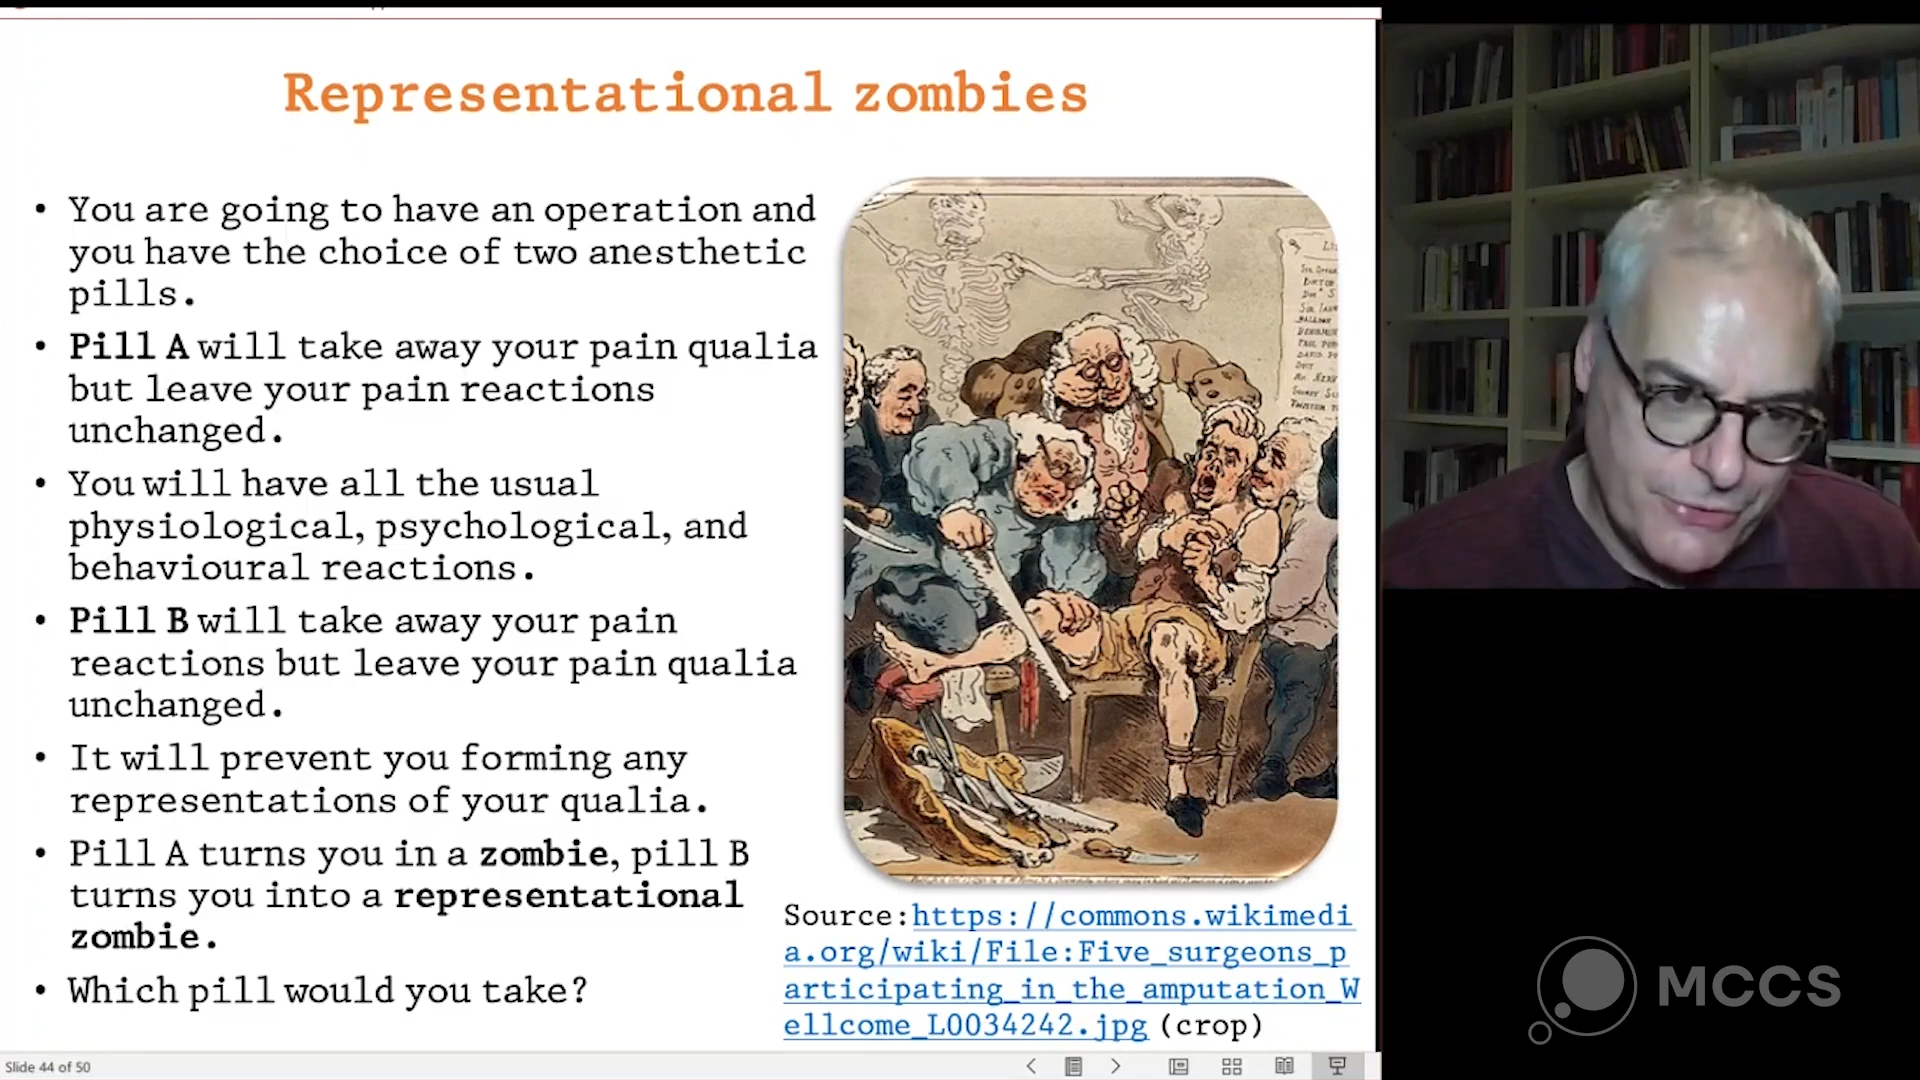 Representational zombies
• You are going to have an operation and
you have the choice of two anesthetic
pills.
• Pill A will take away your pain qualia
but leave your pain reactions
unchanged.
• You will have all the usual
physiological, psychological, and
behavioural reactions.
• Pill B will take away your pain
reactions but leave your pain qualia
unchanged.
• It will prevent you forming any
representations of your qualia.
• Pill A turns you in a zombie, pill B
turns you into a representational
zombie.
• Which pill would you take?
Source:https://commons.wikimedi
a.org/wiki/File:Five_surgeons_p
articipating_in_the_amputation_W
ellcome_L0034242.jpg (crop)
MCCS
Slide 44 of 50